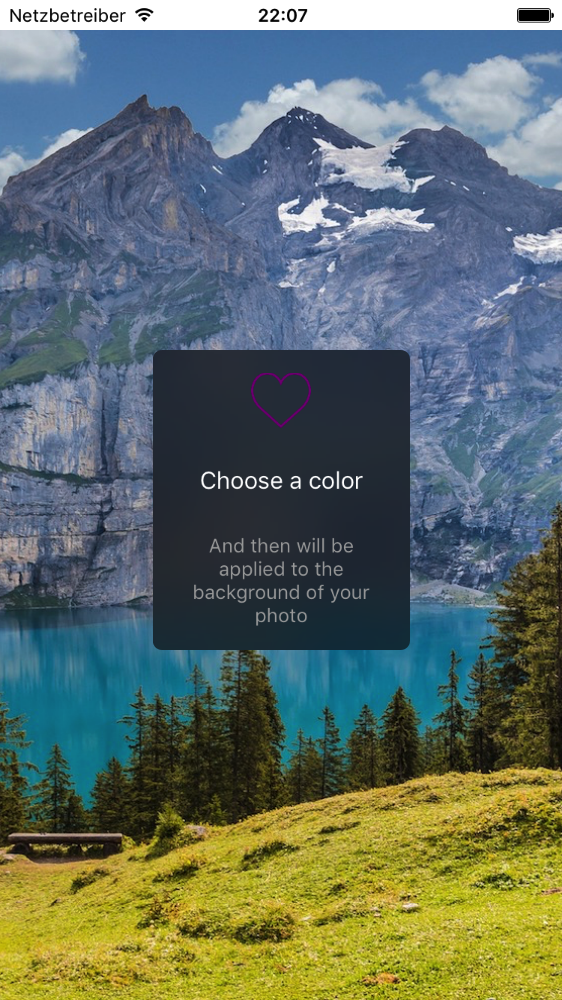 Netzbetreiber 22:07
Choose a color
And then will be
applied to the
background of your
photo